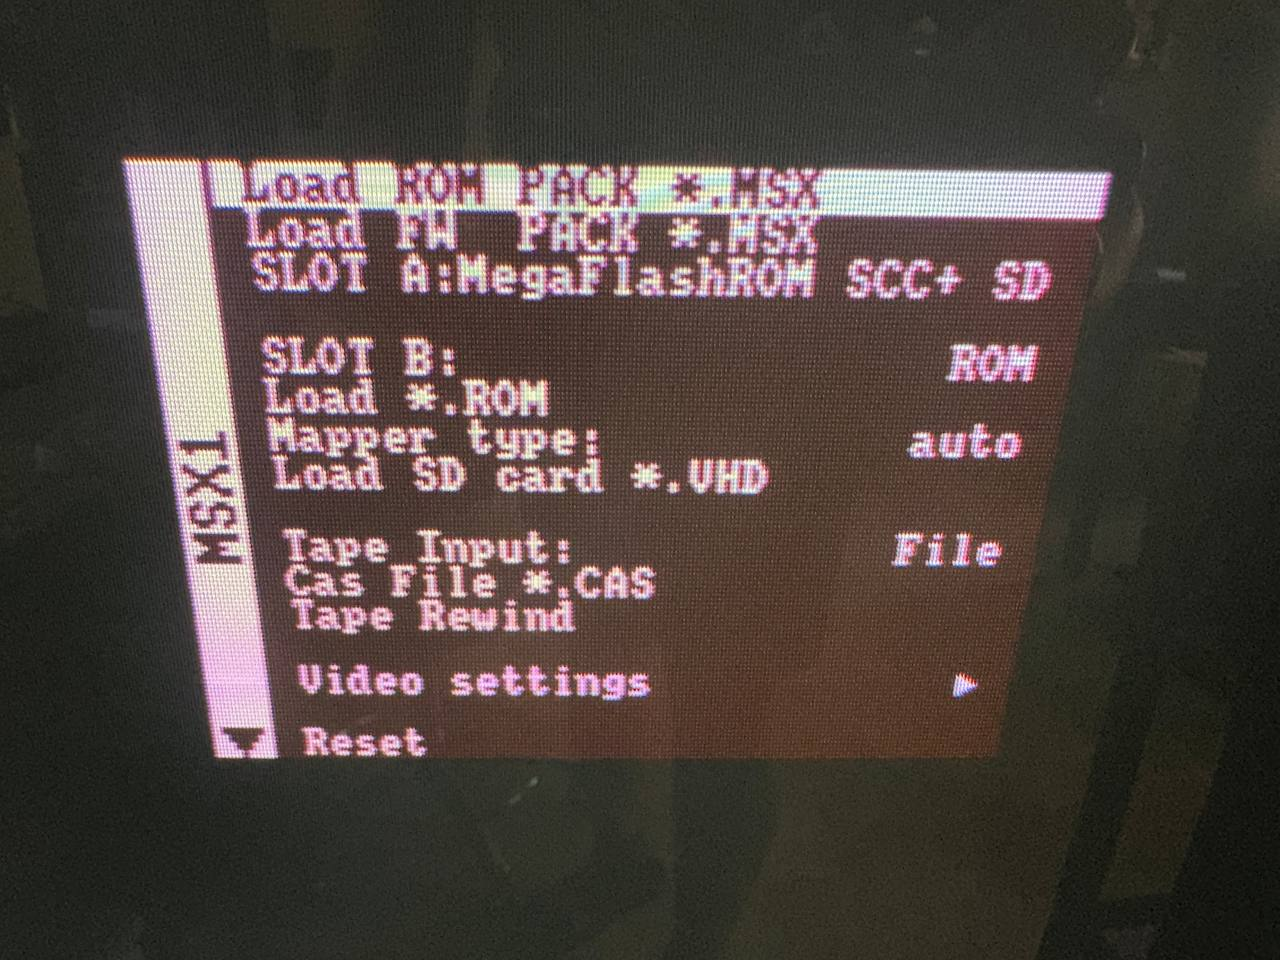 MSX1
Load ROM PACK *.MSX
Load FW  PACK *.MSX
SLOT A:MegaFlashROM SCC+ SD
SLOT B: ROM
Load *.ROM
Mapper type: auto
Load SD card *.VHD
Tape Input: File
Cas File *.CAS
Tape Rewind
Video settings ▶
Reset